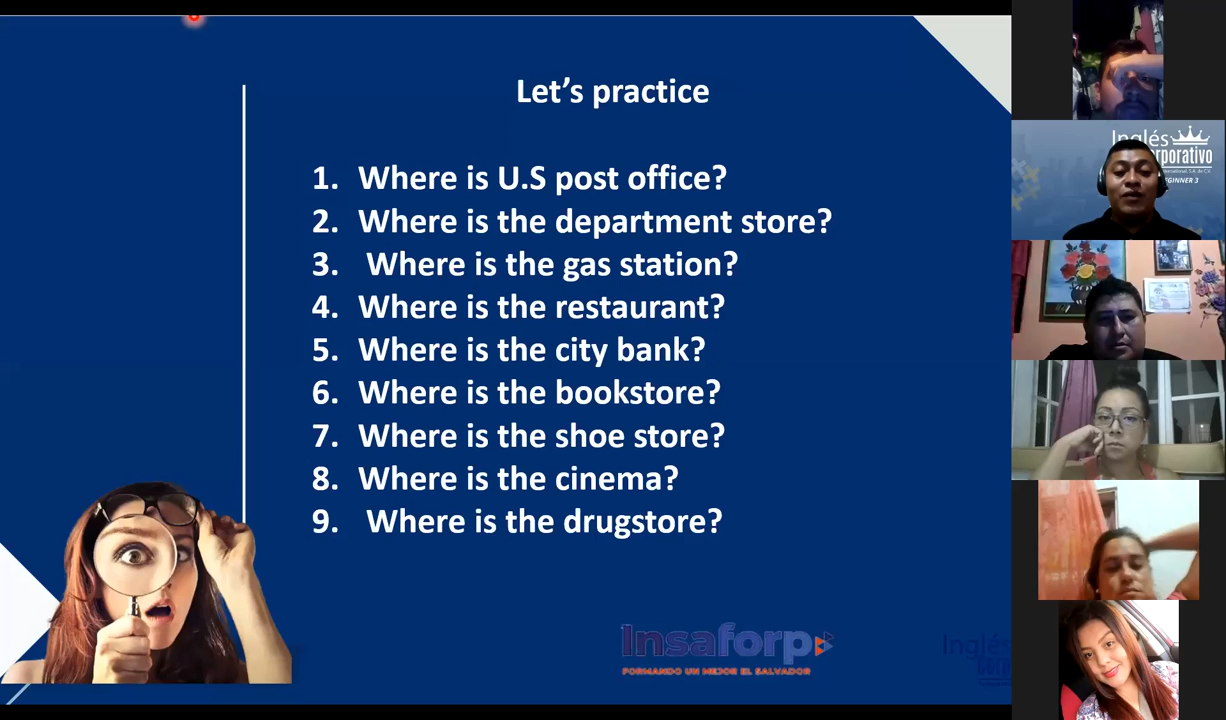 Let's practice
1. Where is U.S post office?
2. Where is the department store?
3. Where is the gas station?
4. Where is the restaurant?
5. Where is the city bank?
6. Where is the bookstore?
7. Where is the shoe store?
8. Where is the cinema?
9. Where is the drugstore?
Insaforp
FORMANDO UN MEJOR EL SALVADOR
Inglés
Inglés
orporativo
EGINNER 3